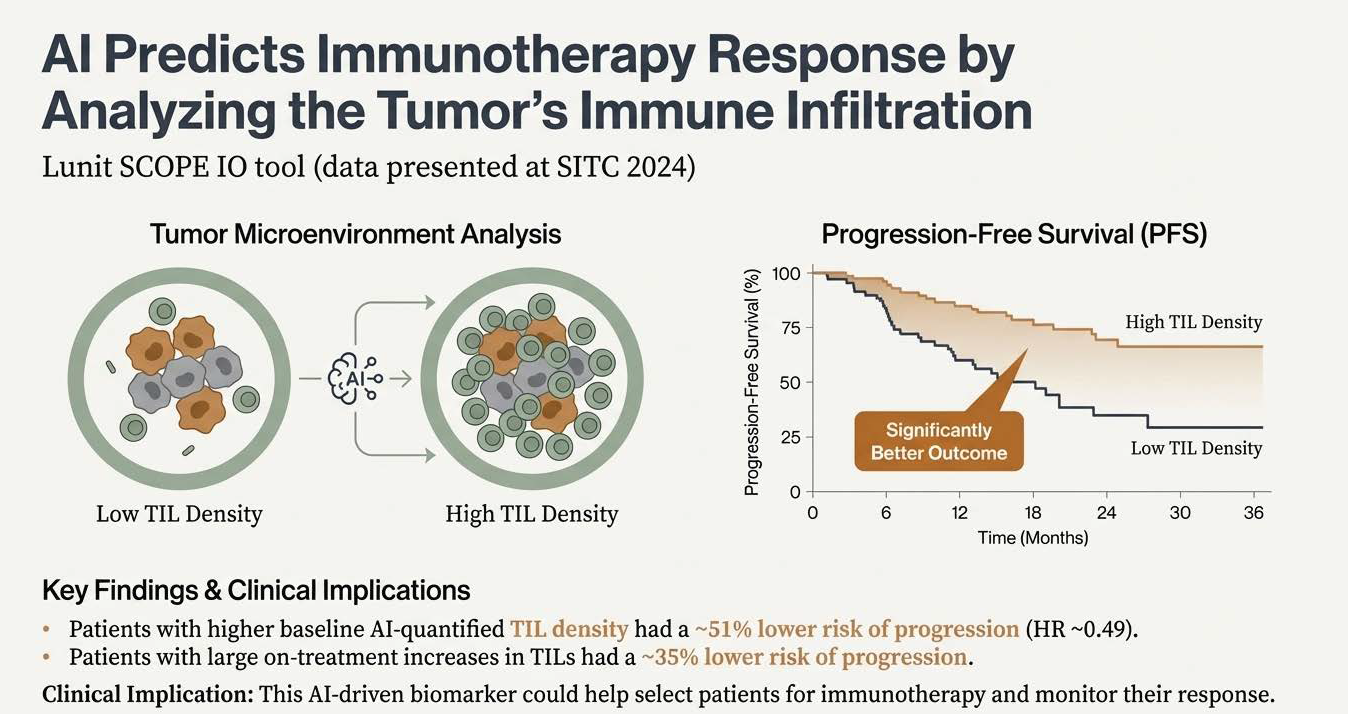 AI Predicts Immunotherapy Response by
Analyzing the Tumor’s Immune Infiltration
Lunit SCOPE IO tool (data presented at SITC 2024)
Tumor Microenvironment Analysis
AI
Low TIL Density
High TIL Density
Progression-Free Survival (PFS)
Progression-Free Survival (%)
100
75
50
25
0
High TIL Density
Significantly
Better Outcome
Low TIL Density
0 6 12 18 24 30 36
Time (Months)
Key Findings & Clinical Implications
• Patients with higher baseline AI-quantified TIL density had a ~51% lower risk of progression (HR ~0.49).
• Patients with large on-treatment increases in TILs had a ~35% lower risk of progression.
Clinical Implication: This AI-driven biomarker could help select patients for immunotherapy and monitor their response.